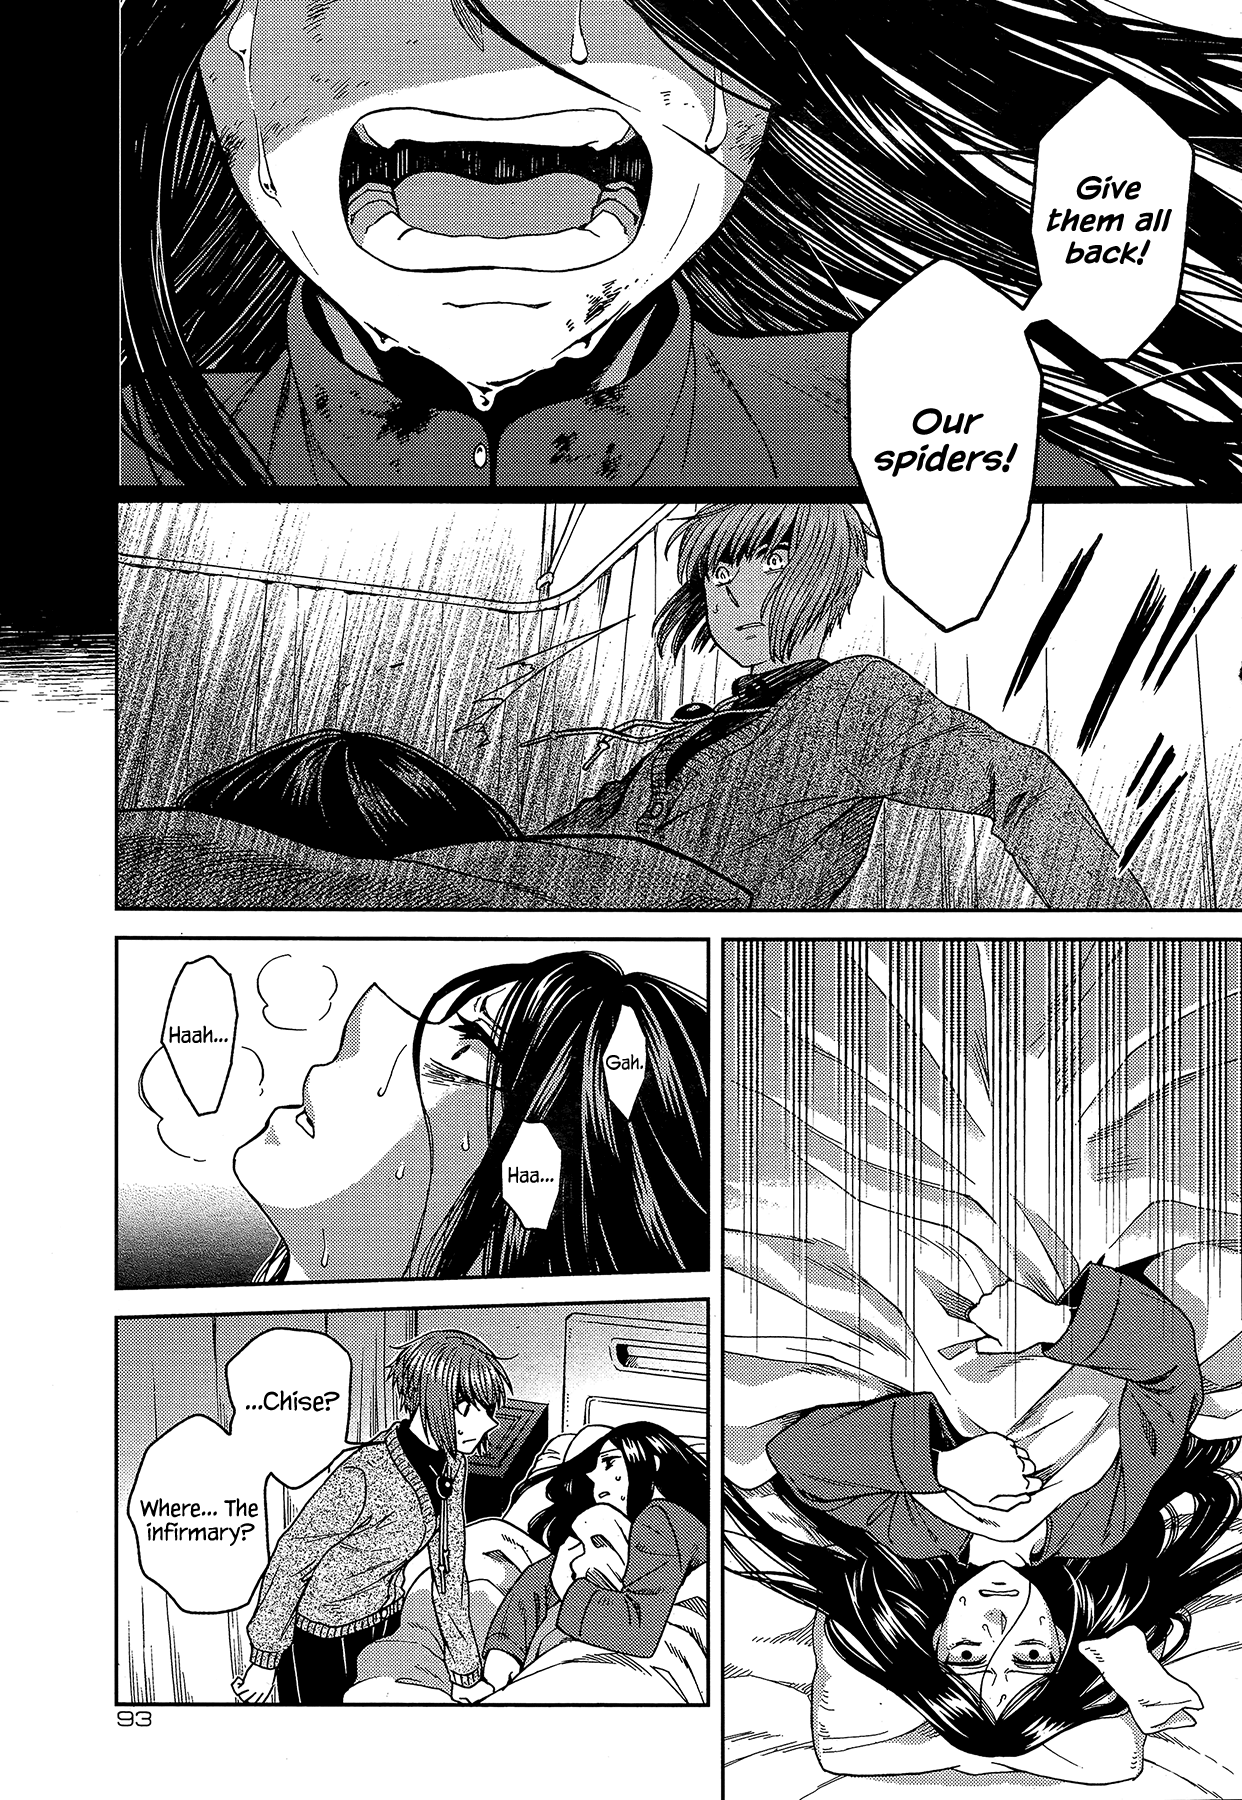 Give
them all
back!
Our
spiders!
Gah.
Haa...
Haah...
...Chise?
Where... The
infirmary?
93